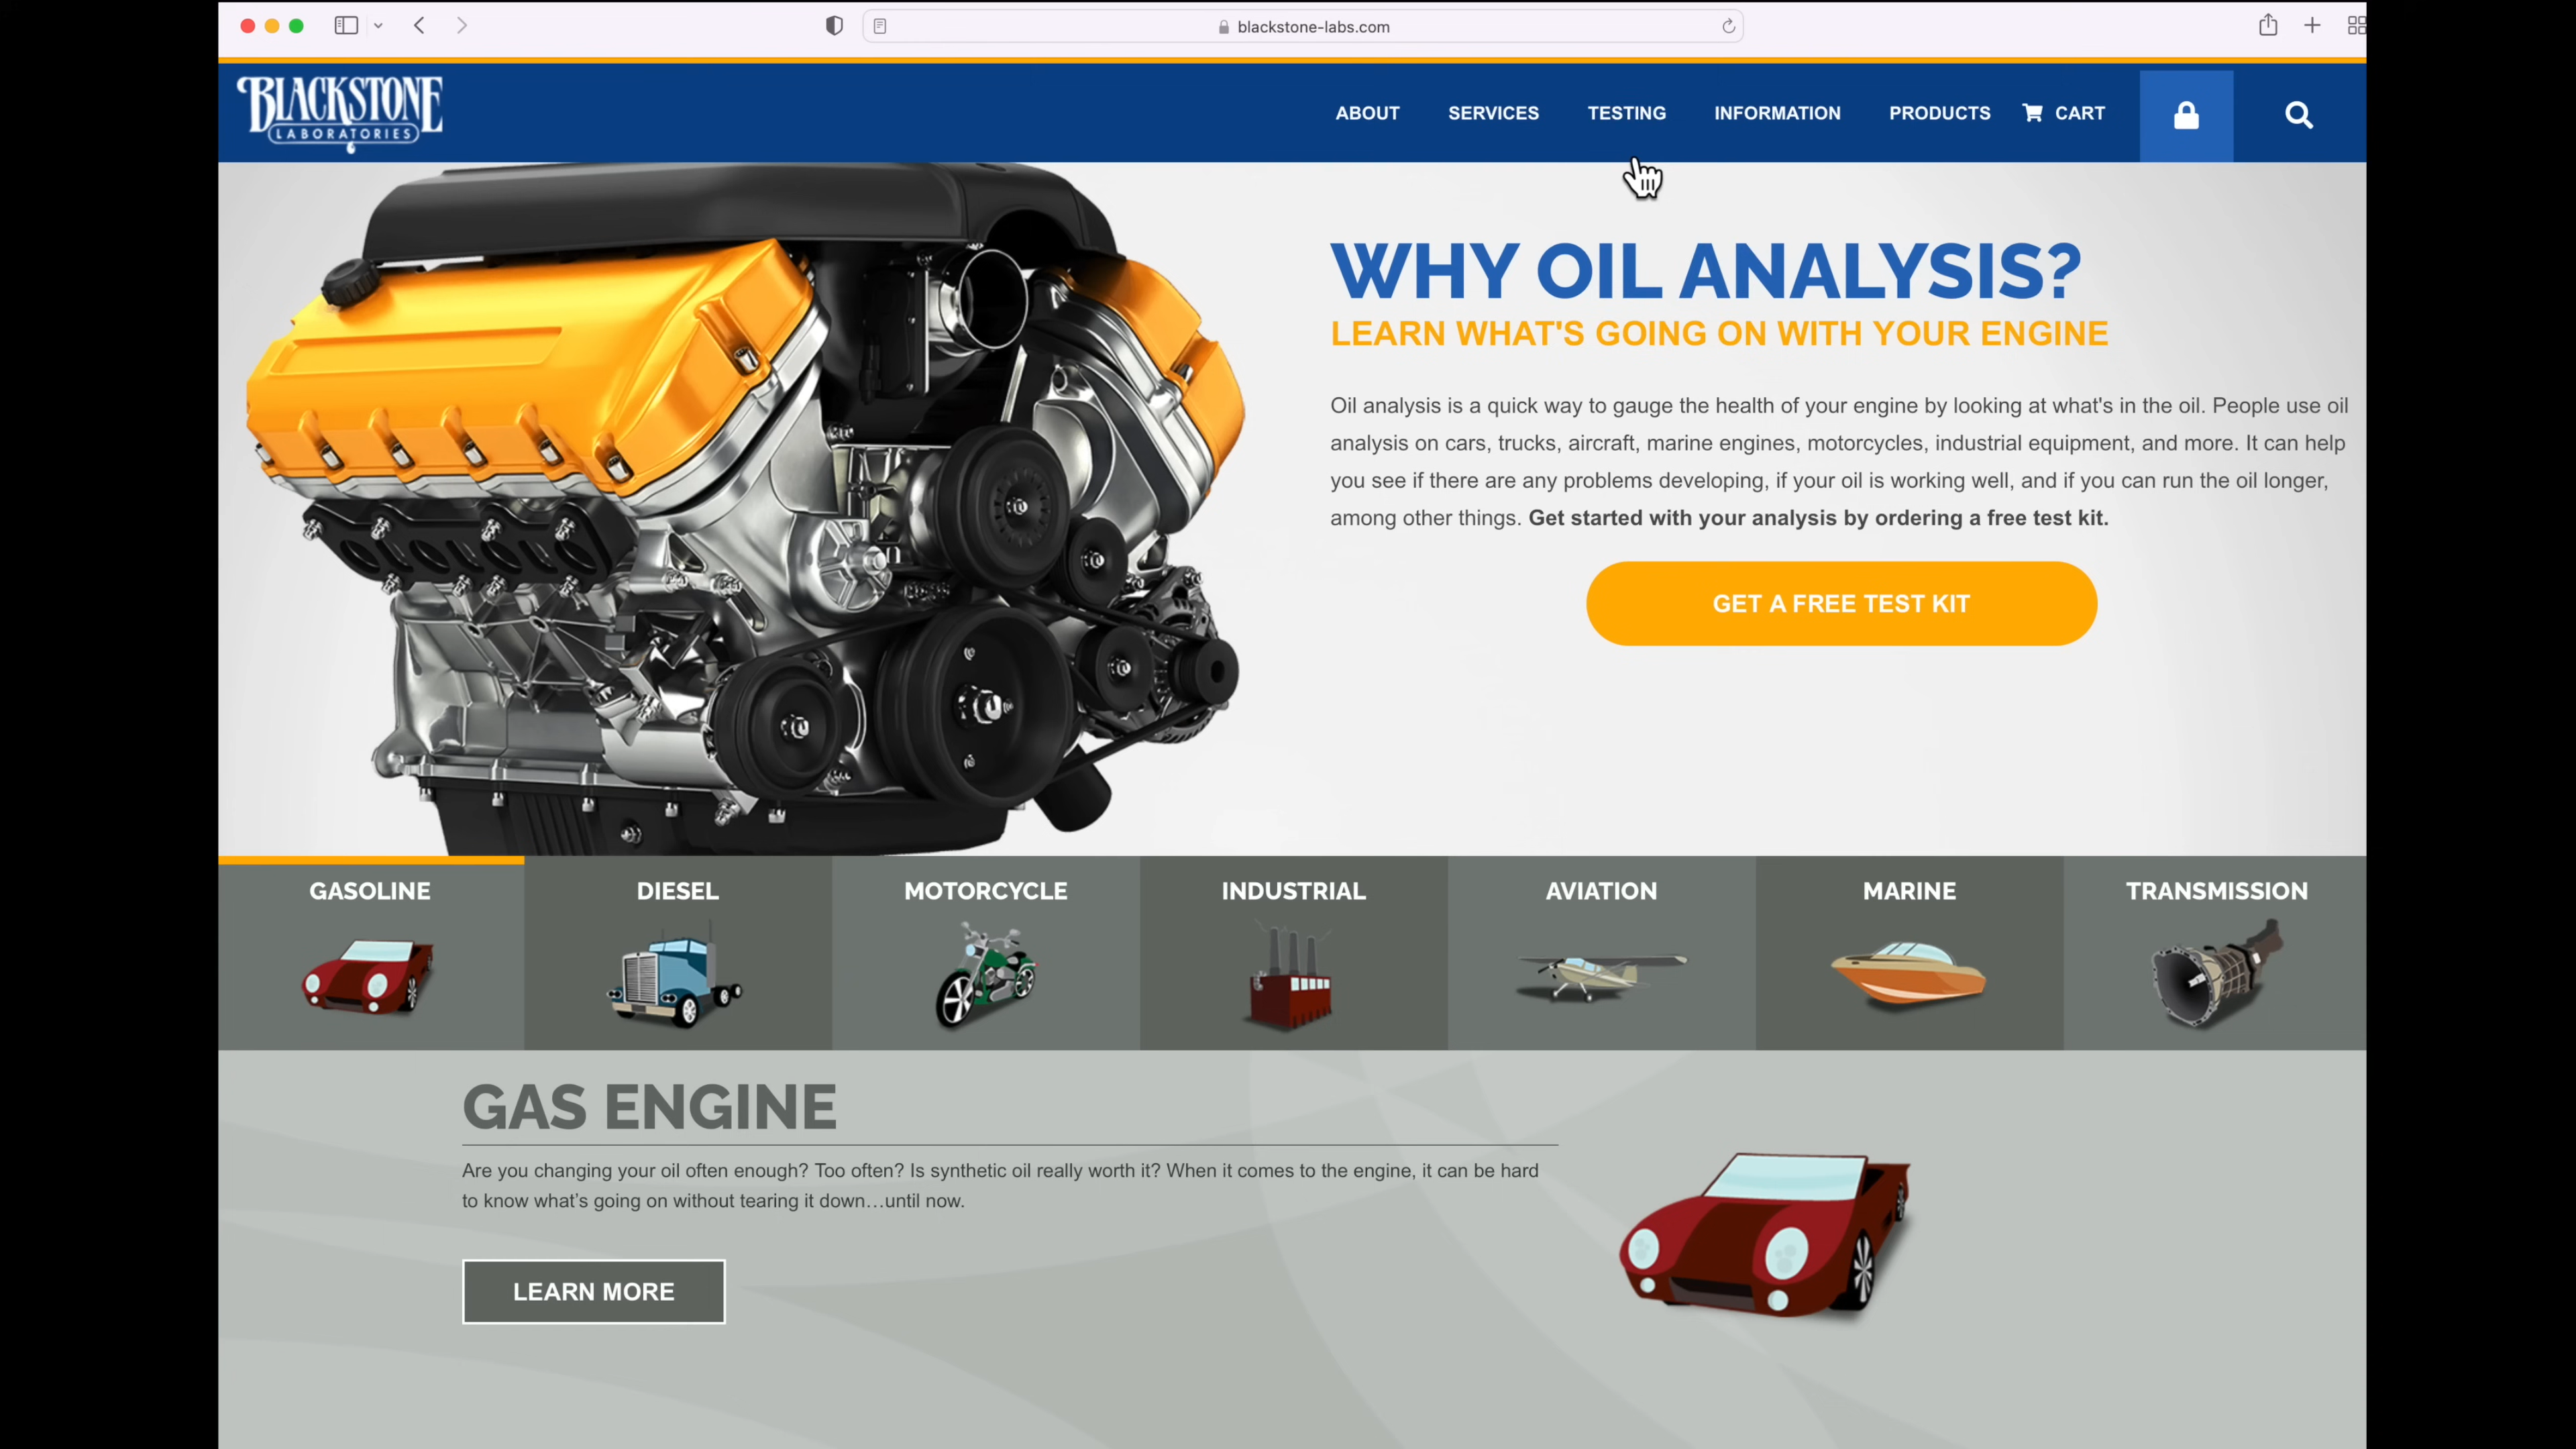 blackstone-labs.com
BLACKSTONE
LABORATORIES
ABOUT SERVICES TESTING INFORMATION PRODUCTS CART
WHY OIL ANALYSIS?
LEARN WHAT'S GOING ON WITH YOUR ENGINE
Oil analysis is a quick way to gauge the health of your engine by looking at what's in the oil. People use oil
analysis on cars, trucks, aircraft, marine engines, motorcycles, industrial equipment, and more. It can help
you see if there are any problems developing, if your oil is working well, and if you can run the oil longer,
among other things. Get started with your analysis by ordering a free test kit.
GET A FREE TEST KIT
GASOLINE DIESEL MOTORCYCLE INDUSTRIAL AVIATION MARINE TRANSMISSION
GAS ENGINE
Are you changing your oil often enough? Too often? Is synthetic oil really worth it? When it comes to the engine, it can be hard
to know what’s going on without tearing it down…until now.
LEARN MORE